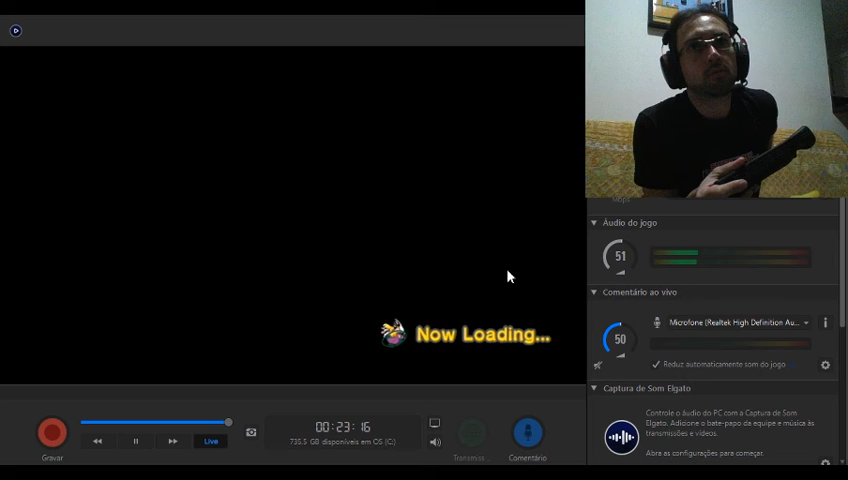 Áudio do jogo
51
Comentário ao vivo
Microfone (Realtek High Definition Au...
50
Reduz automaticamente som do jogo
Now Loading...
Captura de Som Elgato
Controle o áudio do PC com a Captura de Som
Elgato. Adicione o bate-papo da equipe e música às
transmissões e vídeos.
Abra as configurações para começar.
Live
00:23:16
735.5 GB disponíveis em OS (C:)
Gravar
Transmiss...
Comentário